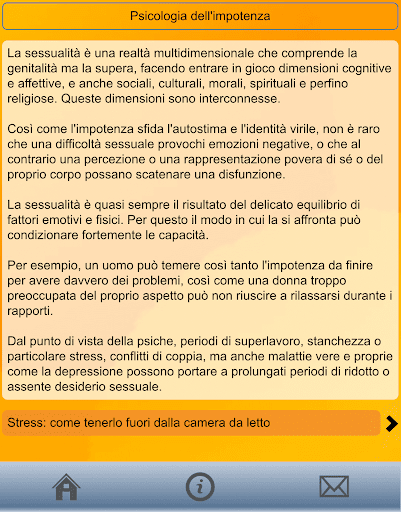 Psicologia dell'impotenza
La sessualità è una realtà multidimensionale che comprende la
genitalità ma la supera, facendo entrare in gioco dimensioni cognitive
e affettive, e anche sociali, culturali, morali, spirituali e perfino
religiose. Queste dimensioni sono interconnesse.
Così come l'impotenza sfida l'autostima e l'identità virile, non è raro
che una difficoltà sessuale provochi emozioni negative, o che al
contrario una percezione o una rappresentazione povera di sé o del
proprio corpo possano scatenare una disfunzione.
La sessualità è quasi sempre il risultato del delicato equilibrio di
fattori emotivi e fisici. Per questo il modo in cui la si affronta può
condizionare fortemente le capacità.
Per esempio, un uomo può temere così tanto l'impotenza da finire
per avere davvero dei problemi, così come una donna troppo
preoccupata del proprio aspetto può non riuscire a rilassarsi durante i
rapporti.
Dal punto di vista della psiche, periodi di superlavoro, stanchezza o
particolare stress, conflitti di coppia, ma anche malattie vere e proprie
come la depressione possono portare a prolungati periodi di ridotto o
assente desiderio sessuale.
Stress: come tenerlo fuori dalla camera da letto